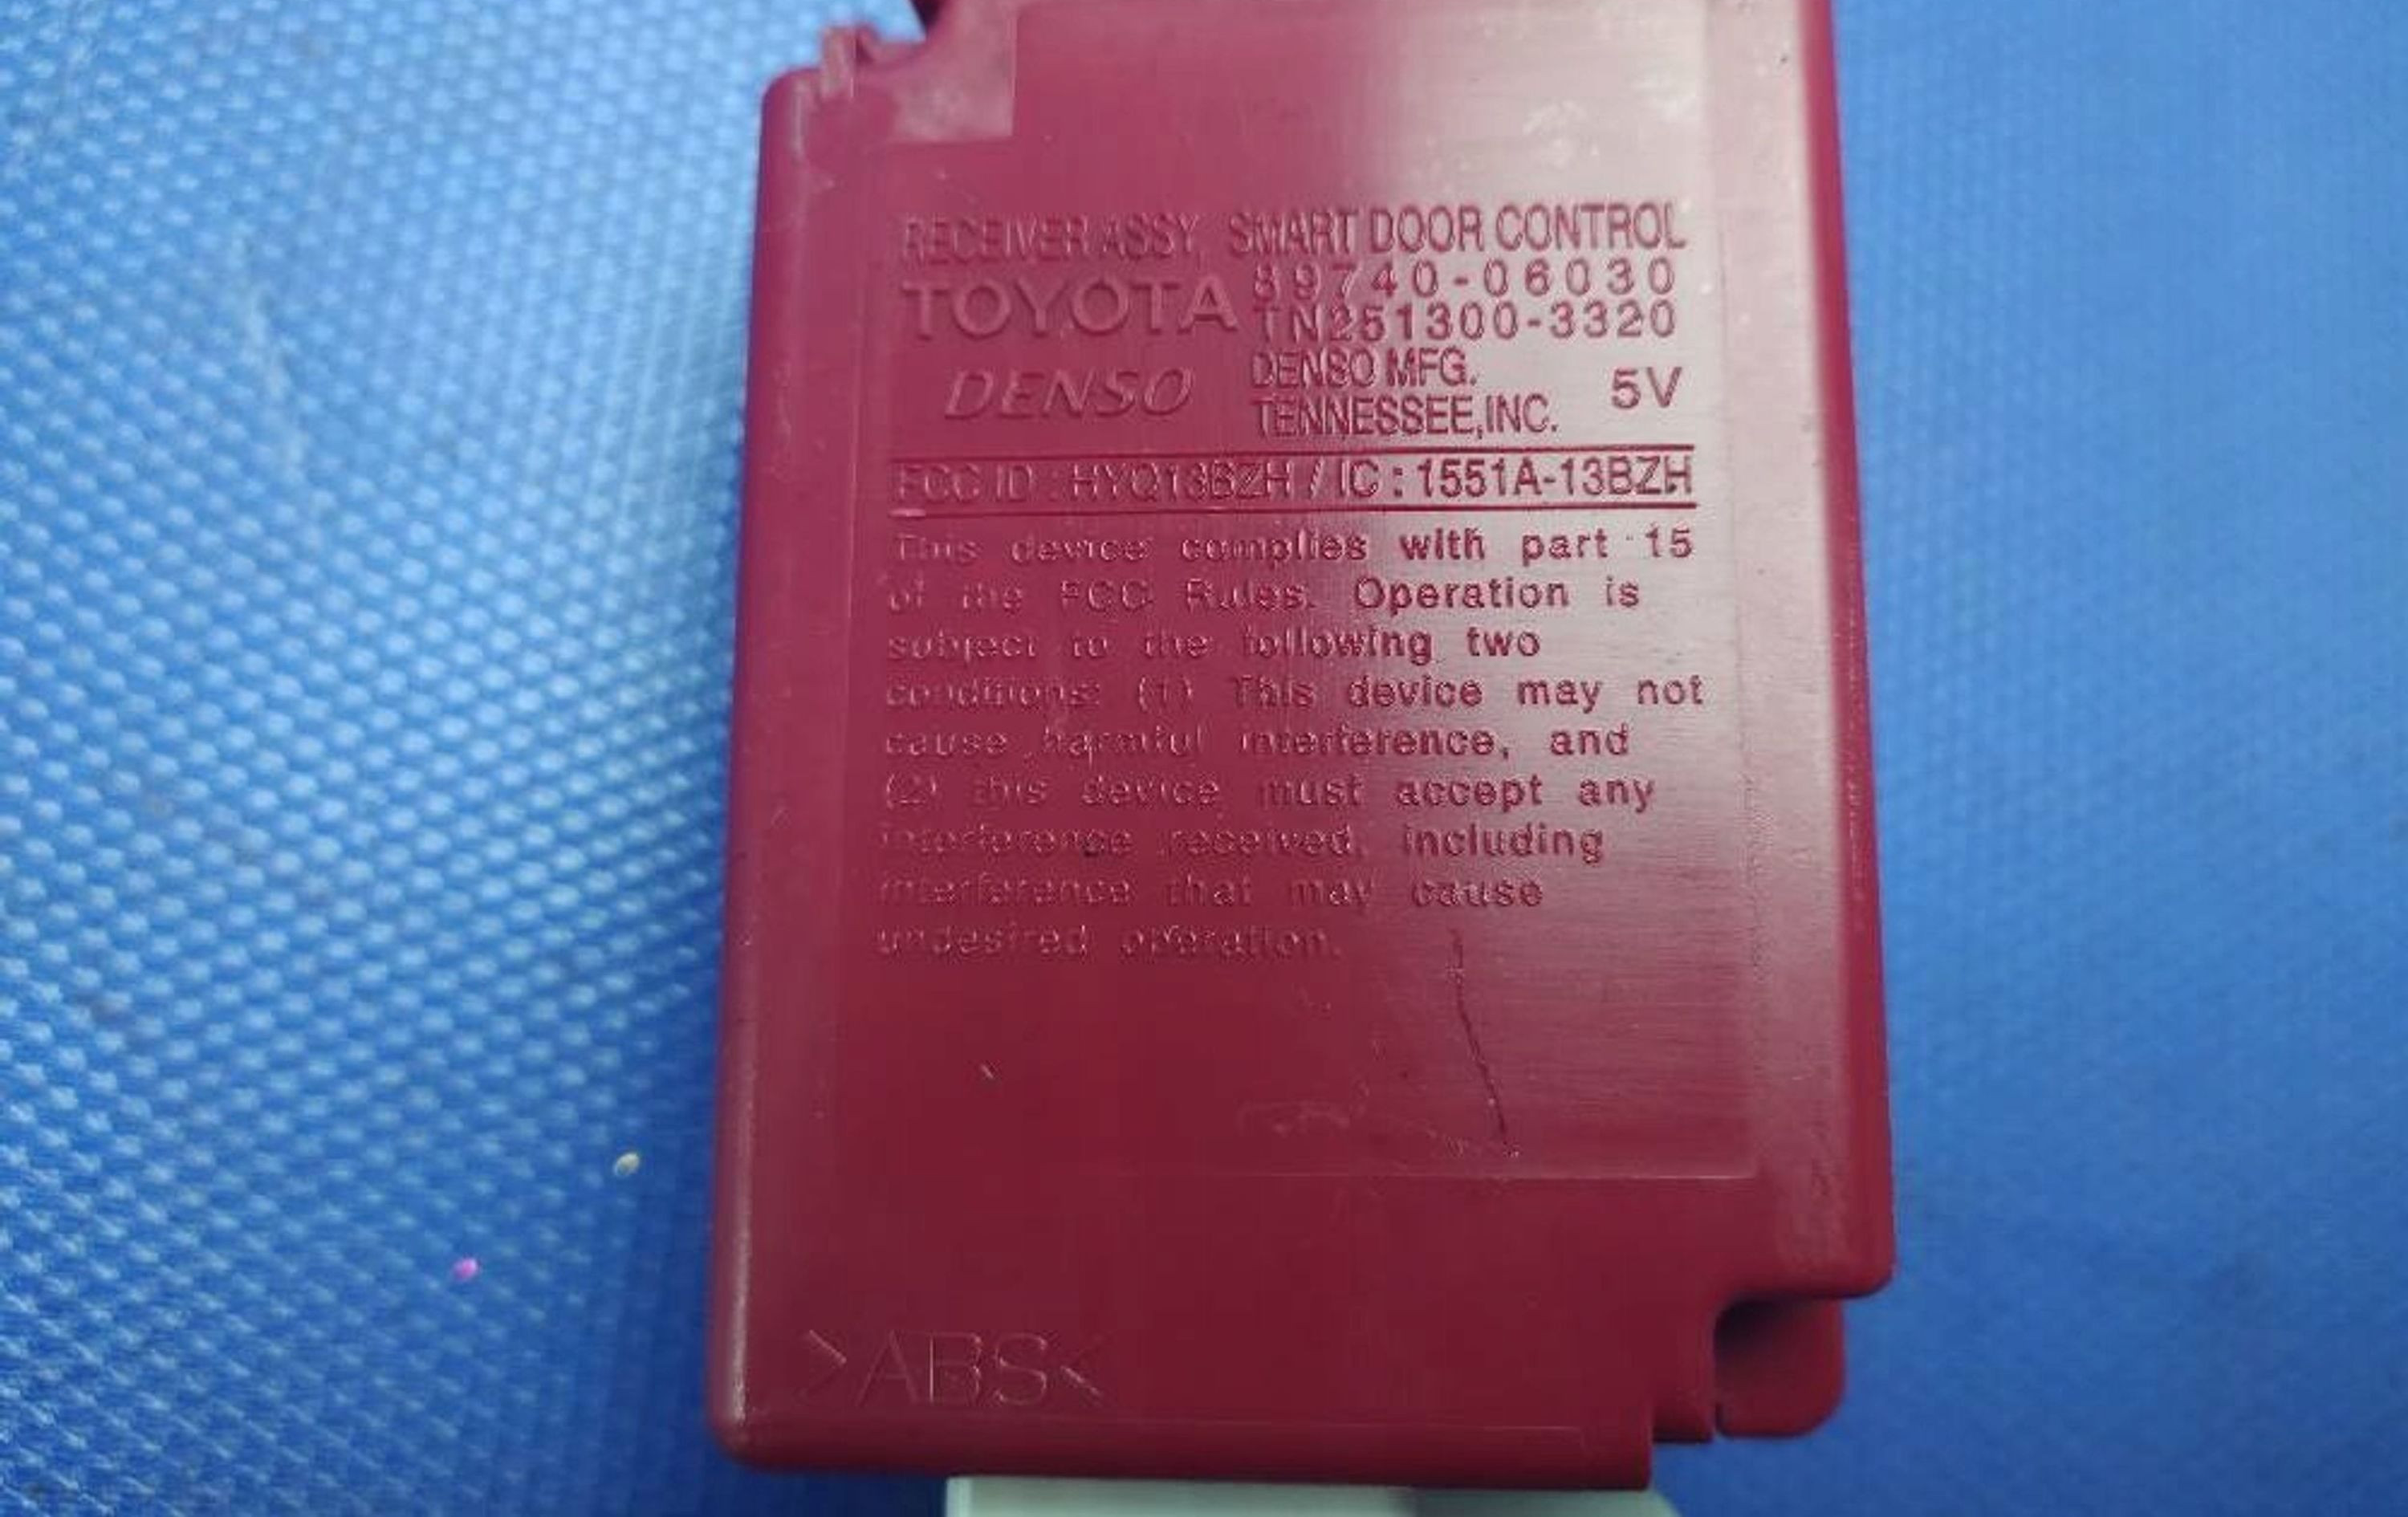 RECEIVER ASSY, SMART DOOR CONTROL
TOYOTA 89740-06030
TN251300-3320
DENSO DENSO MFG.
TENNESSEE,INC. 5V
FCC ID : HYQ13BZH / IC : 1551A-13BZH
This device complies with part 15
of the FCC Rules. Operation is
subject to the following two
conditions: (1) This device may not
cause harmful interference, and
(2) this device must accept any
interference received, including
interference that may cause
undesired operation.
>ABS<